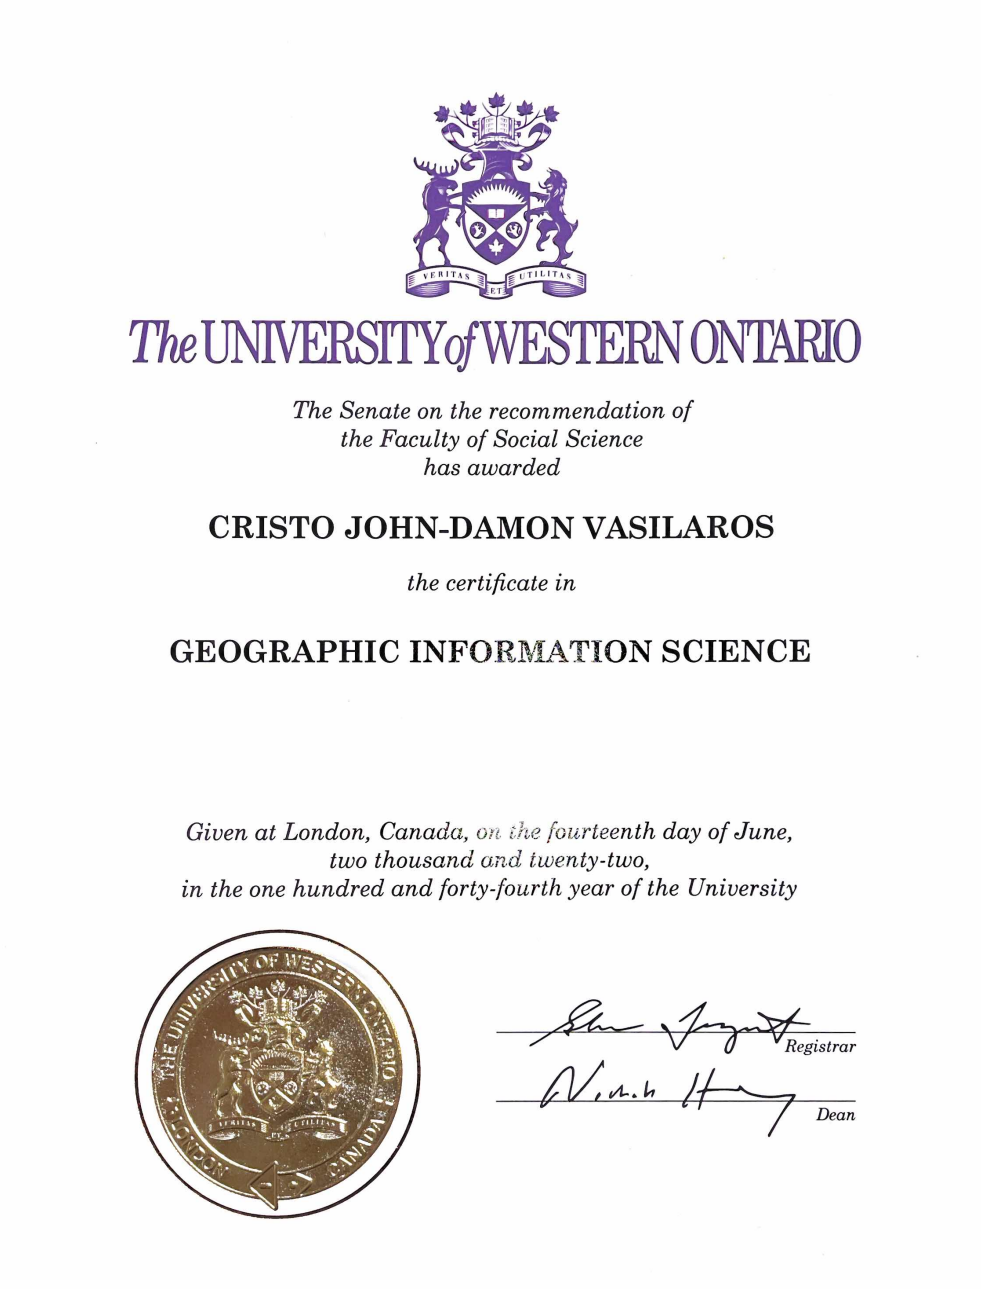 VERITAS ET UTILITAS
The UNIVERSITY of WESTERN ONTARIO
The Senate on the recommendation of
the Faculty of Social Science
has awarded
CRISTO JOHN-DAMON VASILAROS
the certificate in
GEOGRAPHIC INFORMATION SCIENCE
Given at London, Canada, on the fourteenth day of June,
two thousand and twenty-two,
in the one hundred and forty-fourth year of the University
THE UNIVERSITY OF WESTERN ONTARIO
LONDON CANADA
VERITAS ET UTILITAS
Registrar
Dean